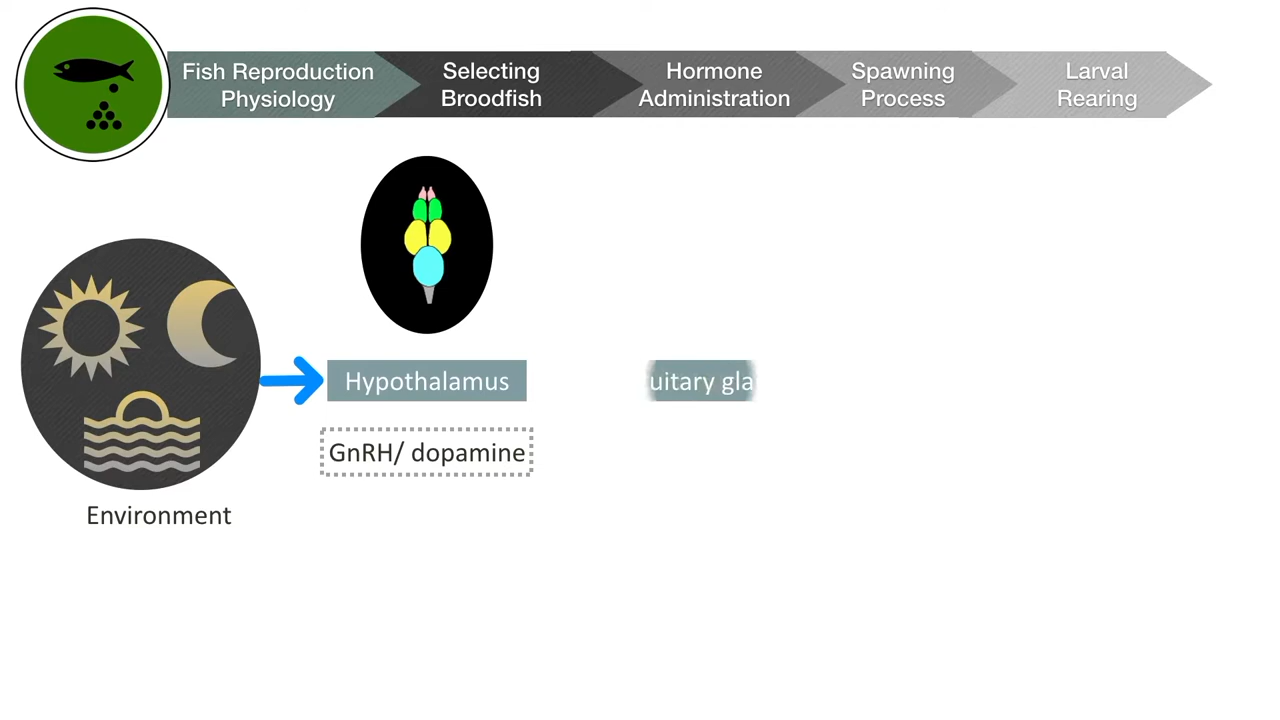 Fish Reproduction
Physiology
Selecting
Broodfish
Hormone
Administration
Spawning
Process
Larval
Rearing
Hypothalamus
uitary gla
GnRH/ dopamine
Environment